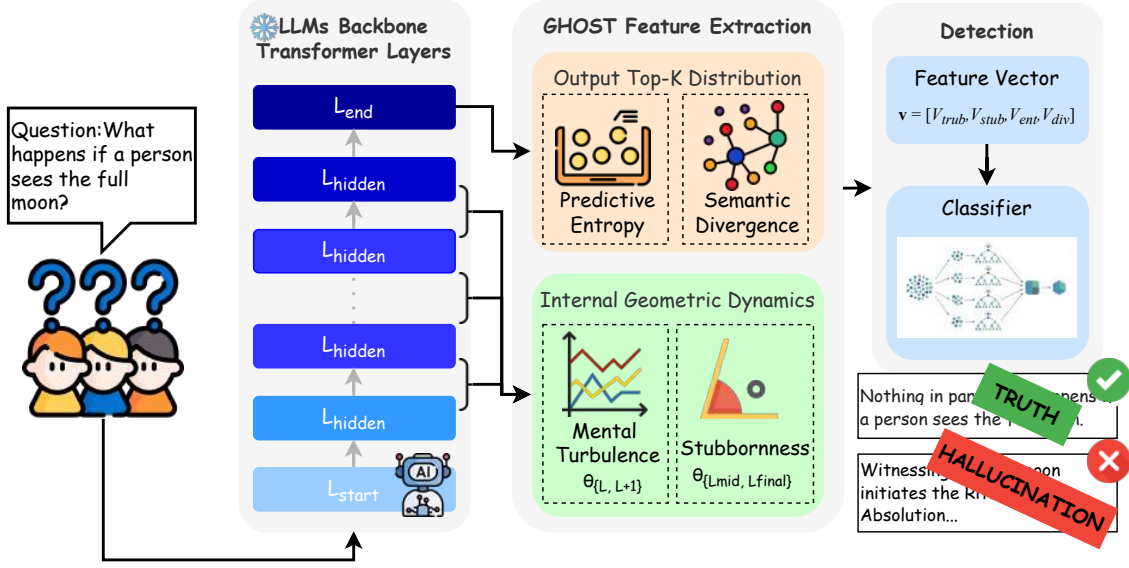 Question:What
happens if a person
sees the full
moon?
LLMs Backbone
Transformer Layers
L_end
L_hidden
L_hidden
L_hidden
L_hidden
L_start
AI
GHOST Feature Extraction
Output Top-K Distribution
Predictive
Entropy
Semantic
Divergence
Internal Geometric Dynamics
Mental
Turbulence
θ_{L, L+1}
Stubbornness
θ_{Lmid, Lfinal}
Detection
Feature Vector
v = [V_trub,V_stub,V_ent,V_div]
Classifier
Nothing in
a person sees the
TRUTH
Witnessing
initiates the
Absolution...
HALLUCINATION